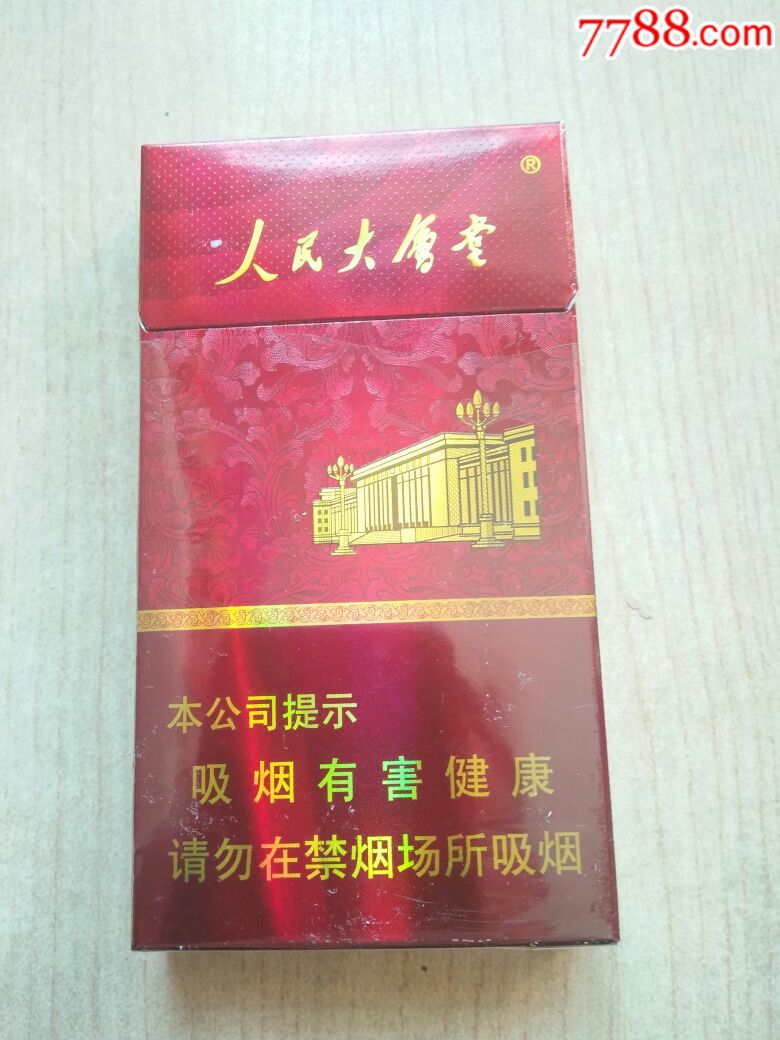 7788.com
®
人民大會堂
本公司提示
吸烟有害健康
请勿在禁烟场所吸烟